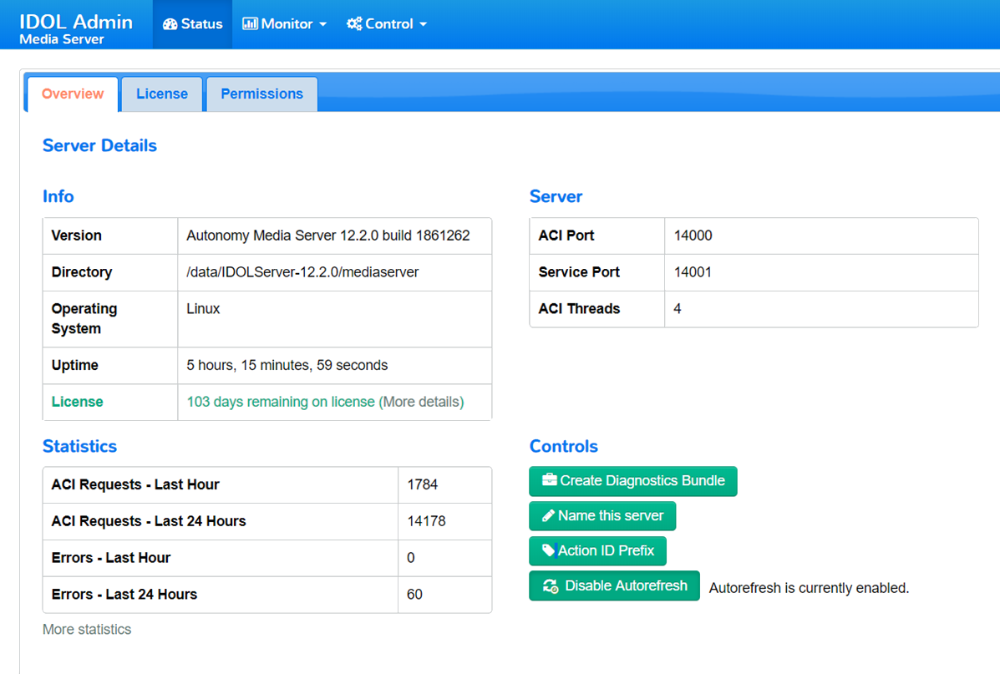 IDOL Admin
Media Server
Status
Monitor
Control
Overview
License
Permissions
Server Details
Info
Version
Autonomy Media Server 12.2.0 build 1861262
Directory
/data/IDOLServer-12.2.0/mediaserver
Operating
System
Linux
Uptime
5 hours, 15 minutes, 59 seconds
License
103 days remaining on license (More details)
Server
ACI Port
14000
Service Port
14001
ACI Threads
4
Statistics
ACI Requests - Last Hour
1784
ACI Requests - Last 24 Hours
14178
Errors - Last Hour
0
Errors - Last 24 Hours
60
More statistics
Controls
Create Diagnostics Bundle
Name this server
Action ID Prefix
Disable Autorefresh
Autorefresh is currently enabled.